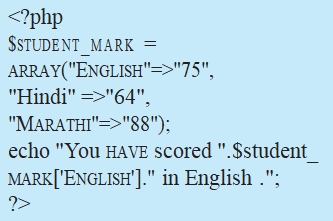 <?php
$STUDENT_MARK =
ARRAY("ENGLISH"=>"75",
"Hindi" =>"64",
"MARATHI"=>"88");
echo "You HAVE scored ".$student_
MARK['ENGLISH']." in English .";
?>